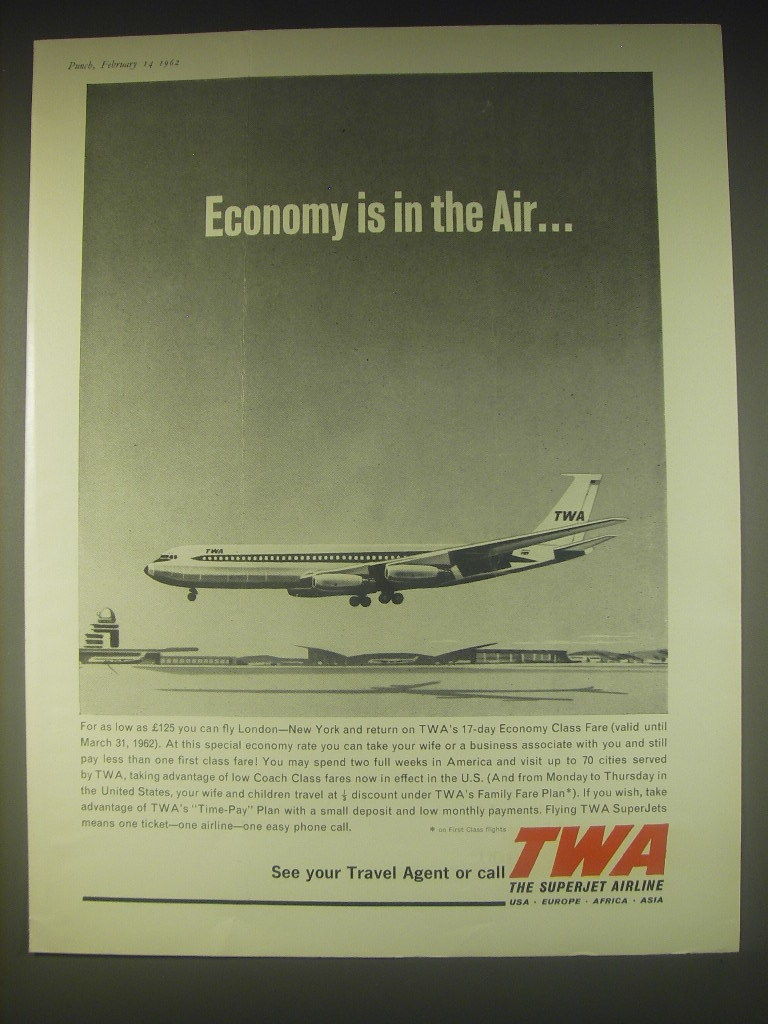 Punch, February 14 1962
Economy is in the Air...
TWA
TWA
For as low as £125 you can fly London—New York and return on TWA's 17-day Economy Class Fare (valid until
March 31, 1962). At this special economy rate you can take your wife or a business associate with you and still
pay less than one first class fare! You may spend two full weeks in America and visit up to 70 cities served
by TWA, taking advantage of low Coach Class fares now in effect in the U.S. (And from Monday to Thursday in
the United States, your wife and children travel at ⅓ discount under TWA's Family Fare Plan*). If you wish, take
advantage of TWA's "Time-Pay" Plan with a small deposit and low monthly payments. Flying TWA SuperJets
means one ticket—one airline—one easy phone call.
* on First Class flights
See your Travel Agent or call
TWA
THE SUPERJET AIRLINE
USA · EUROPE · AFRICA · ASIA